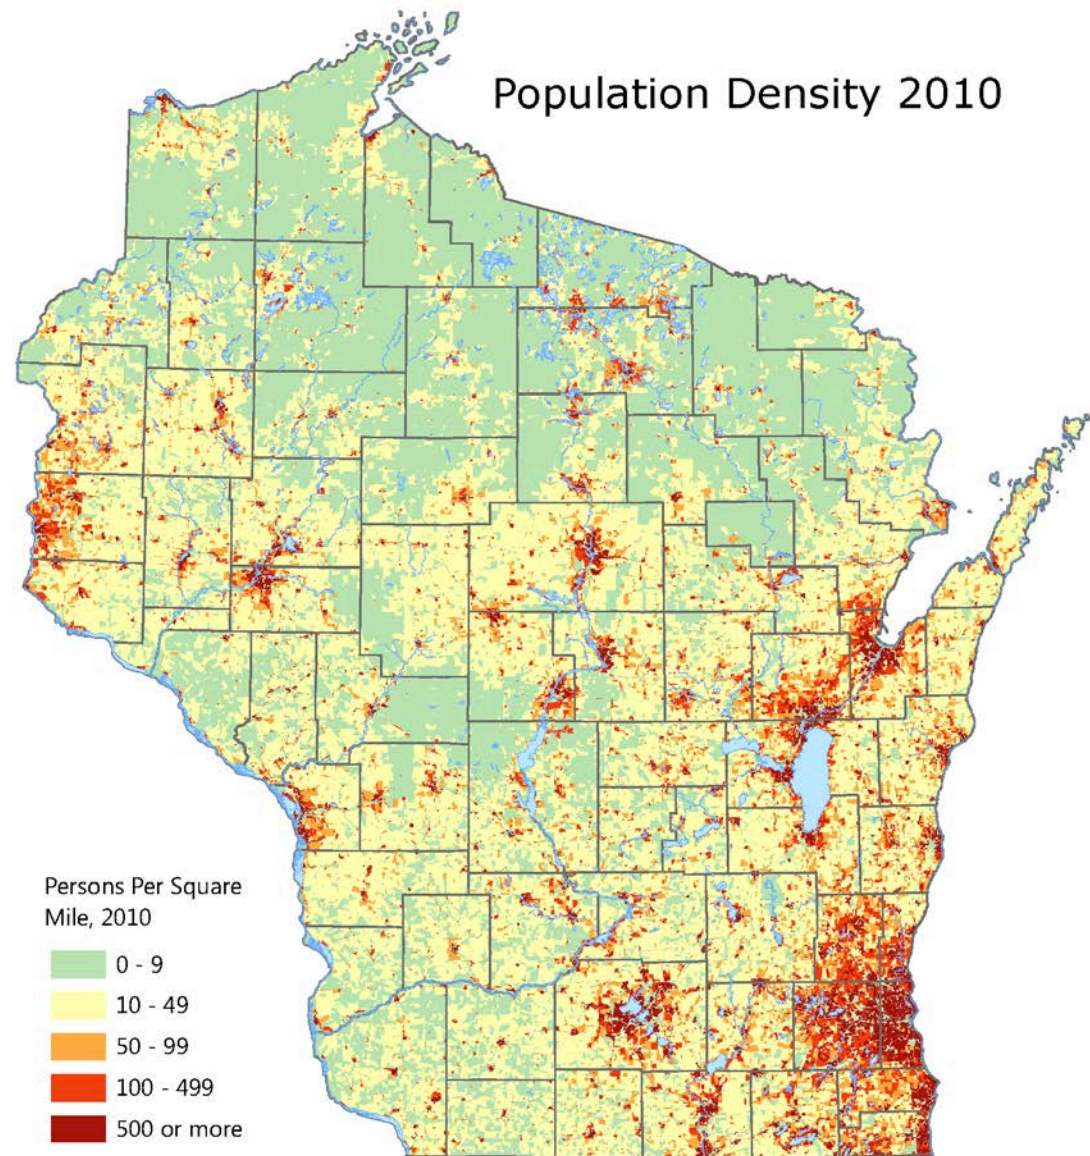 Population Density 2010
Persons Per Square
Mile, 2010
0 - 9
10 - 49
50 - 99
100 - 499
500 or more